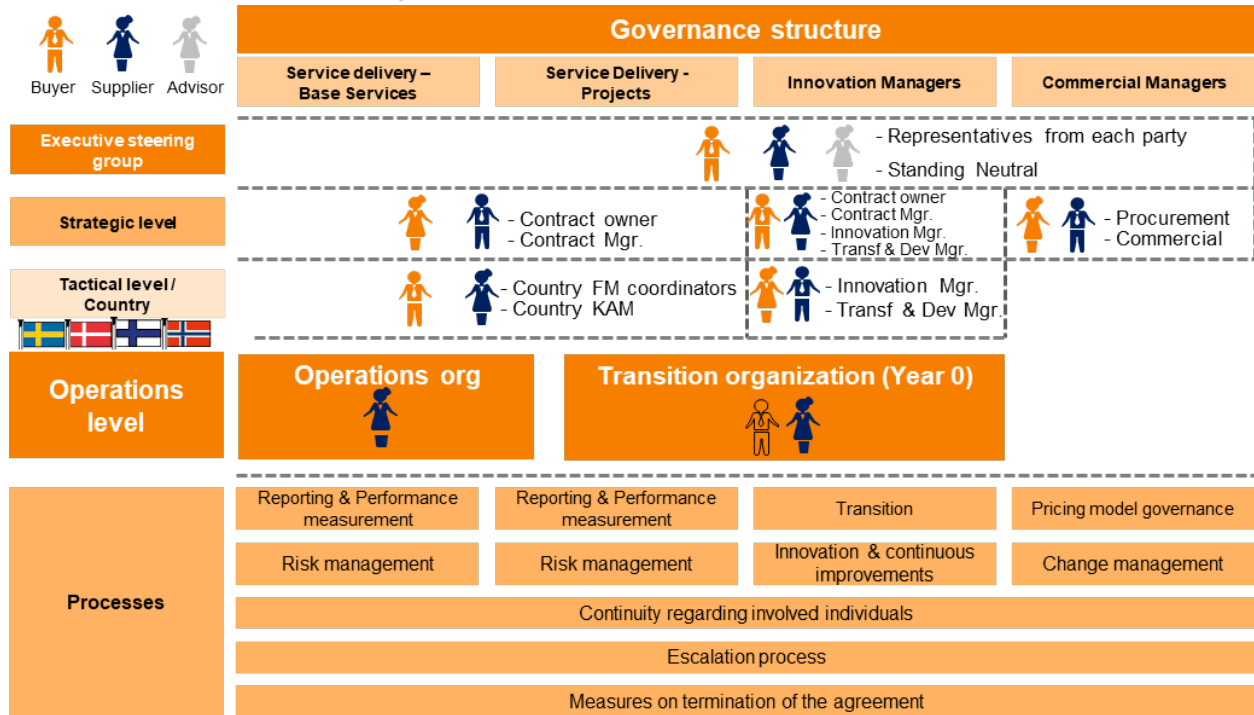 Governance structure
Buyer Supplier Advisor
Service delivery –
Base Services
Service Delivery -
Projects
Innovation Managers
Commercial Managers
Executive steering
group
- Representatives from each party
- Standing Neutral
Strategic level
- Contract owner
- Contract Mgr.
- Contract owner
- Contract Mgr.
- Innovation Mgr.
- Transf & Dev Mgr.
- Procurement
- Commercial
Tactical level /
Country
- Country FM coordinators
- Country KAM
- Innovation Mgr.
- Transf & Dev Mgr.
Operations
level
Operations org
Transition organization (Year 0)
Processes
Reporting & Performance
measurement
Reporting & Performance
measurement
Transition
Pricing model governance
Risk management
Risk management
Innovation & continuous
improvements
Change management
Continuity regarding involved individuals
Escalation process
Measures on termination of the agreement